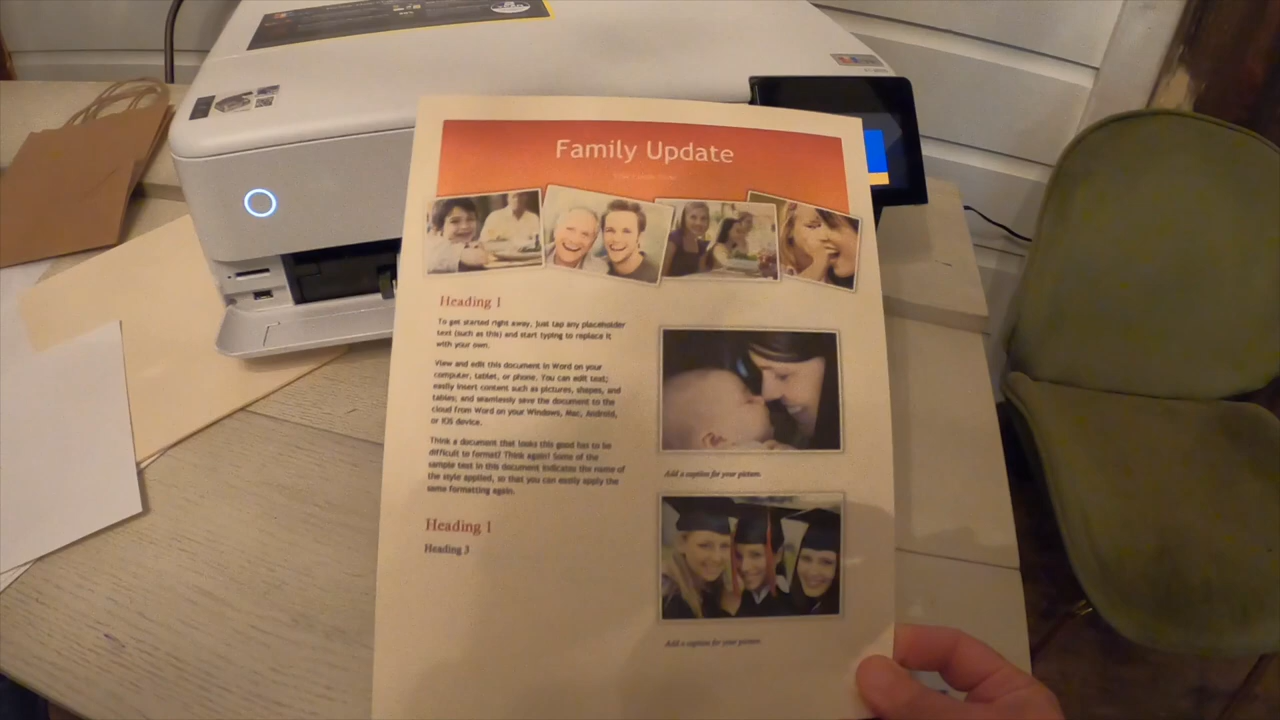 Family Update
Heading 1
To get started right away, just tap any placeholder
text (such as this) and start typing to replace it
with your own.
View and edit this document in Word on your
computer, tablet, or phone. You can edit text;
easily insert content such as pictures, shapes, and
tables; and seamlessly save the document to the
cloud from Word on your Windows, Mac, Android,
or iOS device.
Think a document that looks this good has to be
difficult to format? Think again! Some of the
sample text in this document indicates the name of
the style applied, so that you can easily apply the
same formatting again.
Heading 1
Heading 3
Add a caption for your picture.
Add a caption for your picture.